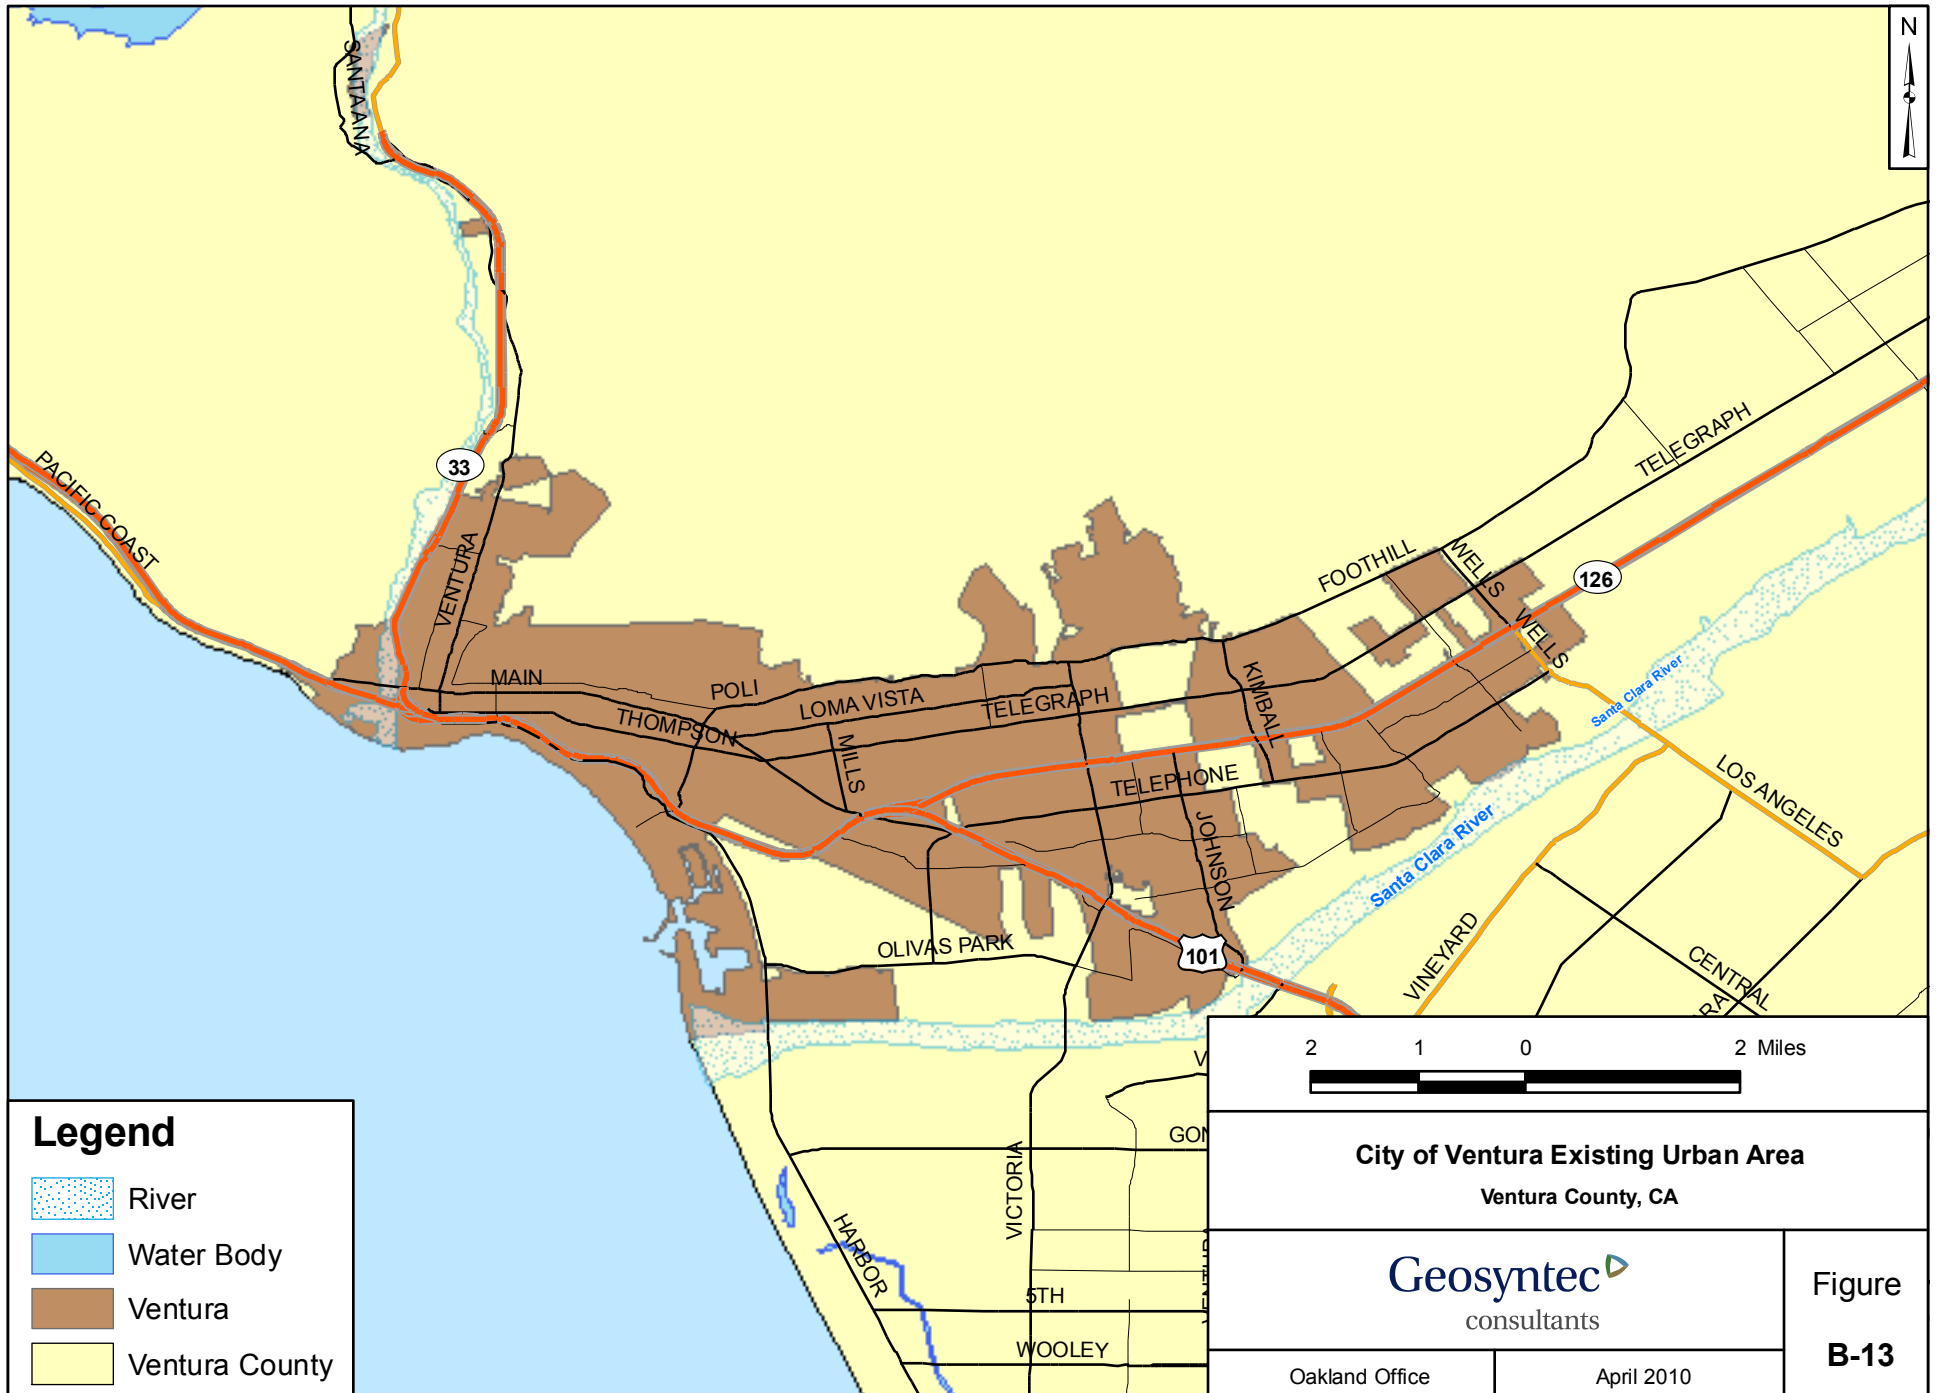 N
SANTA ANA
33
PACIFIC COAST
VENTURA
TELEGRAPH
FOOTHILL
WELLS
126
WELLS
MAIN
POLI
LOMA VISTA
TELEGRAPH
KIMBALL
THOMPSON
MILLS
TELEPHONE
JOHNSON
Santa Clara River
Santa Clara River
LOS ANGELES
OLIVAS PARK
101
VINEYARD
CENTRAL
RA
V
GON
VICTORIA
HARBOR
VENTURA
5TH
WOOLEY
2 1 0 2 Miles
City of Ventura Existing Urban Area
Ventura County, CA
Geosyntec
consultants
Figure
B-13
Oakland Office
April 2010
Legend
River
Water Body
Ventura
Ventura County